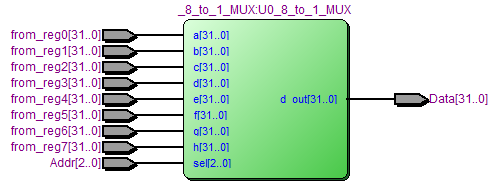 _8_to_1_MUX:U0_8_to_1_MUX
from_reg0[31..0] a[31..0]
from_reg1[31..0] b[31..0]
from_reg2[31..0] c[31..0]
from_reg3[31..0] d[31..0]
from_reg4[31..0] e[31..0] d_out[31..0] Data[31..0]
from_reg5[31..0] f[31..0]
from_reg6[31..0] g[31..0]
from_reg7[31..0] h[31..0]
Addr[2..0] sel[2..0]